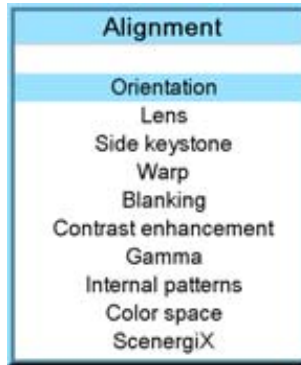 Alignment
Orientation
Lens
Side keystone
Warp
Blanking
Contrast enhancement
Gamma
Internal patterns
Color space
ScenergiX